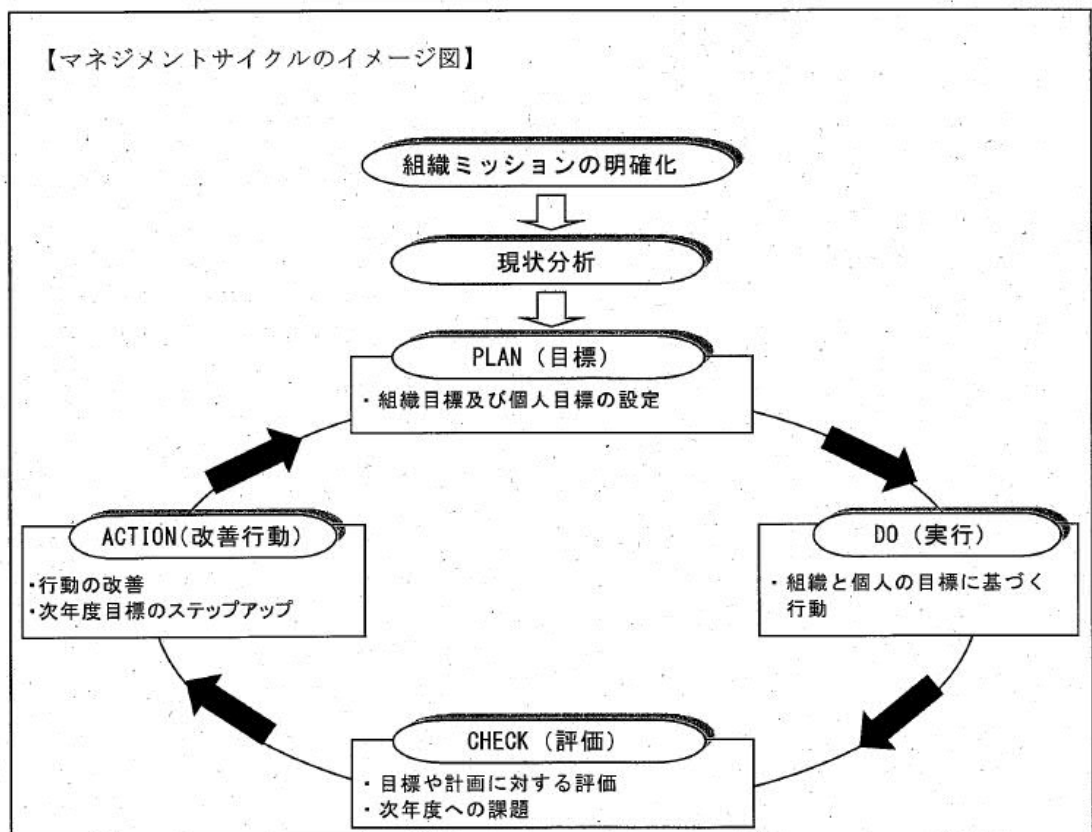 【マネジメントサイクルのイメージ図】
組織ミッションの明確化
現状分析
PLAN（目標）
・組織目標及び個人目標の設定
ACTION(改善行動)
・行動の改善
・次年度目標のステップアップ
DO（実行）
・組織と個人の目標に基づく
行動
CHECK（評価）
・目標や計画に対する評価
・次年度への課題